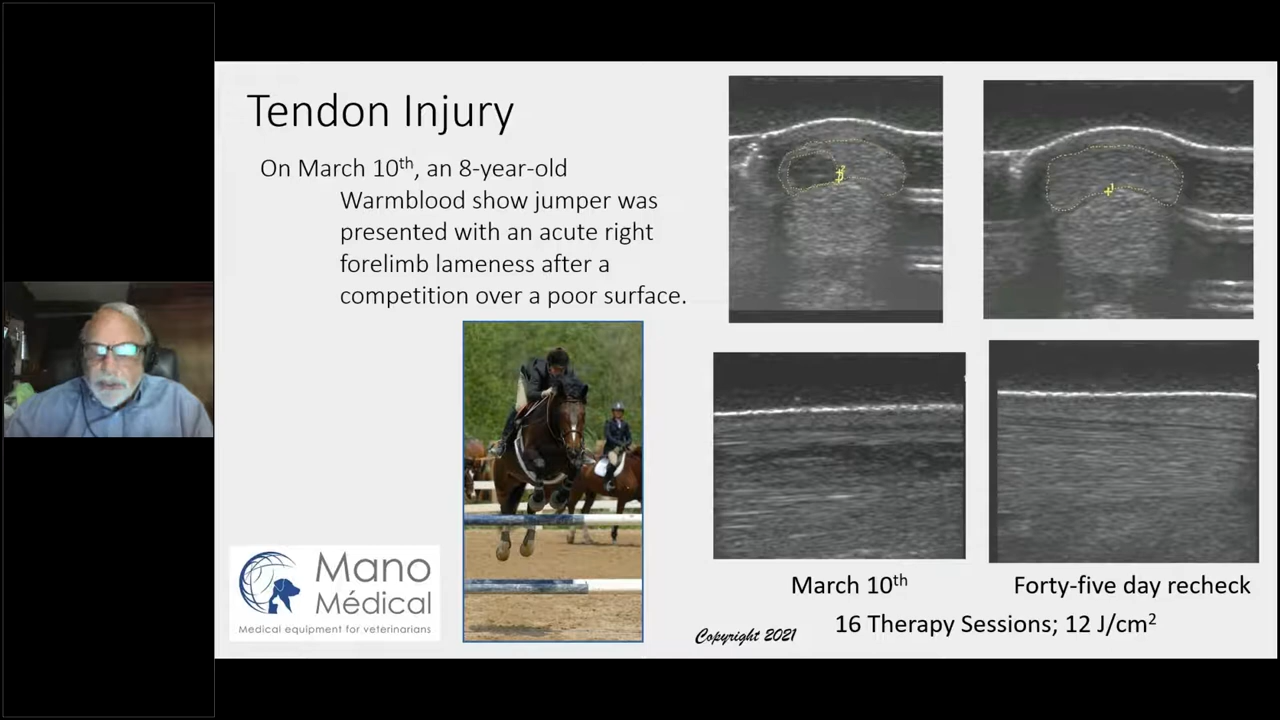 Tendon Injury
On March 10th, an 8-year-old
Warmblood show jumper was
presented with an acute right
forelimb lameness after a
competition over a poor surface.
Mano
Médical
Medical equipment for veterinarians
March 10th
Forty-five day recheck
16 Therapy Sessions; 12 J/cm²
Copyright 2021